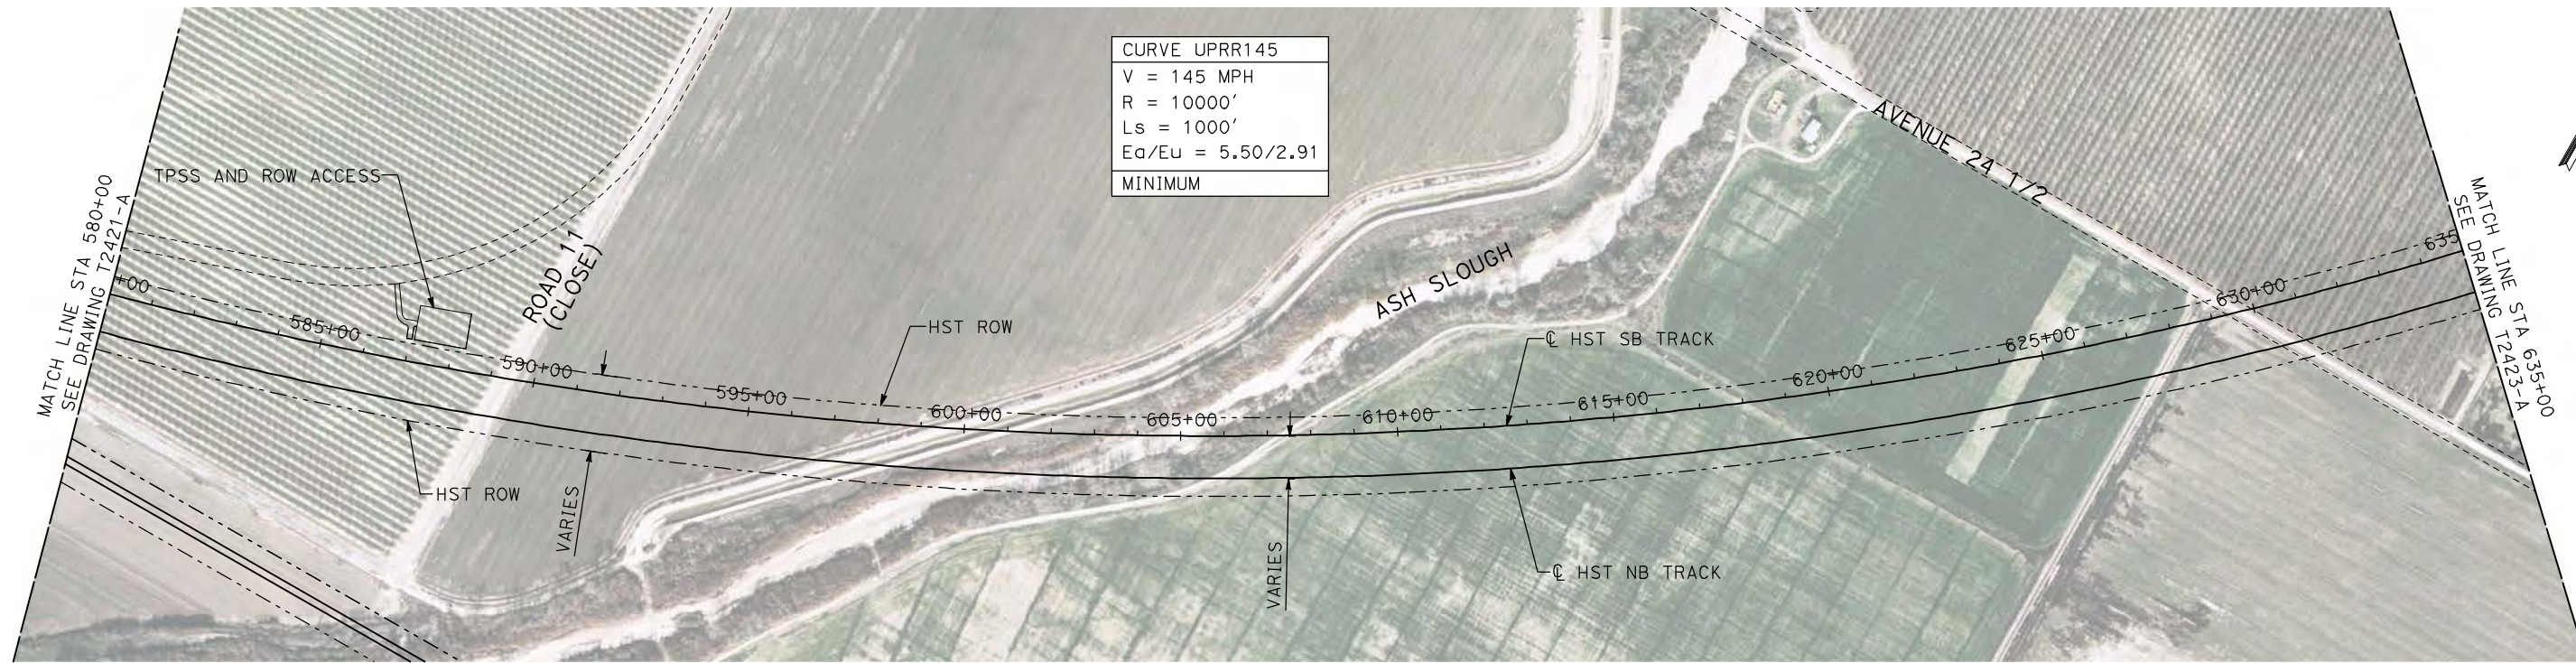 CURVE UPRR145
V = 145 MPH
R = 10000'
Ls = 1000'
Ea/Eu = 5.50/2.91
MINIMUM
TPSS AND ROW ACCESS
MATCH LINE STA 580+00
SEE DRAWING T2421-A
ROAD 11
(CLOSE)
HST ROW
ASH SLOUGH
AVENUE 24 1/2
℄ HST SB TRACK
+00
585+00
590+00
595+00
600+00
605+00
610+00
615+00
620+00
625+00
630+00
635
MATCH LINE STA 635+00
SEE DRAWING T2423-A
HST ROW
VARIES
VARIES
℄ HST NB TRACK